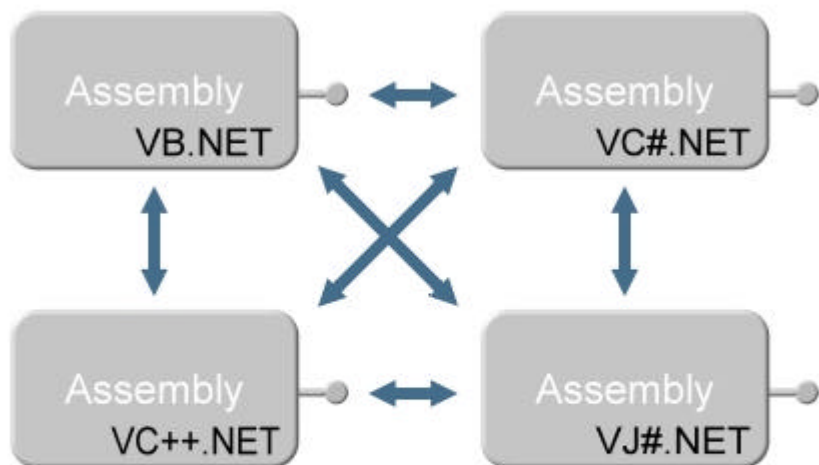 Assembly
VB.NET
Assembly
VC#.NET
Assembly
VC++.NET
Assembly
VJ#.NET